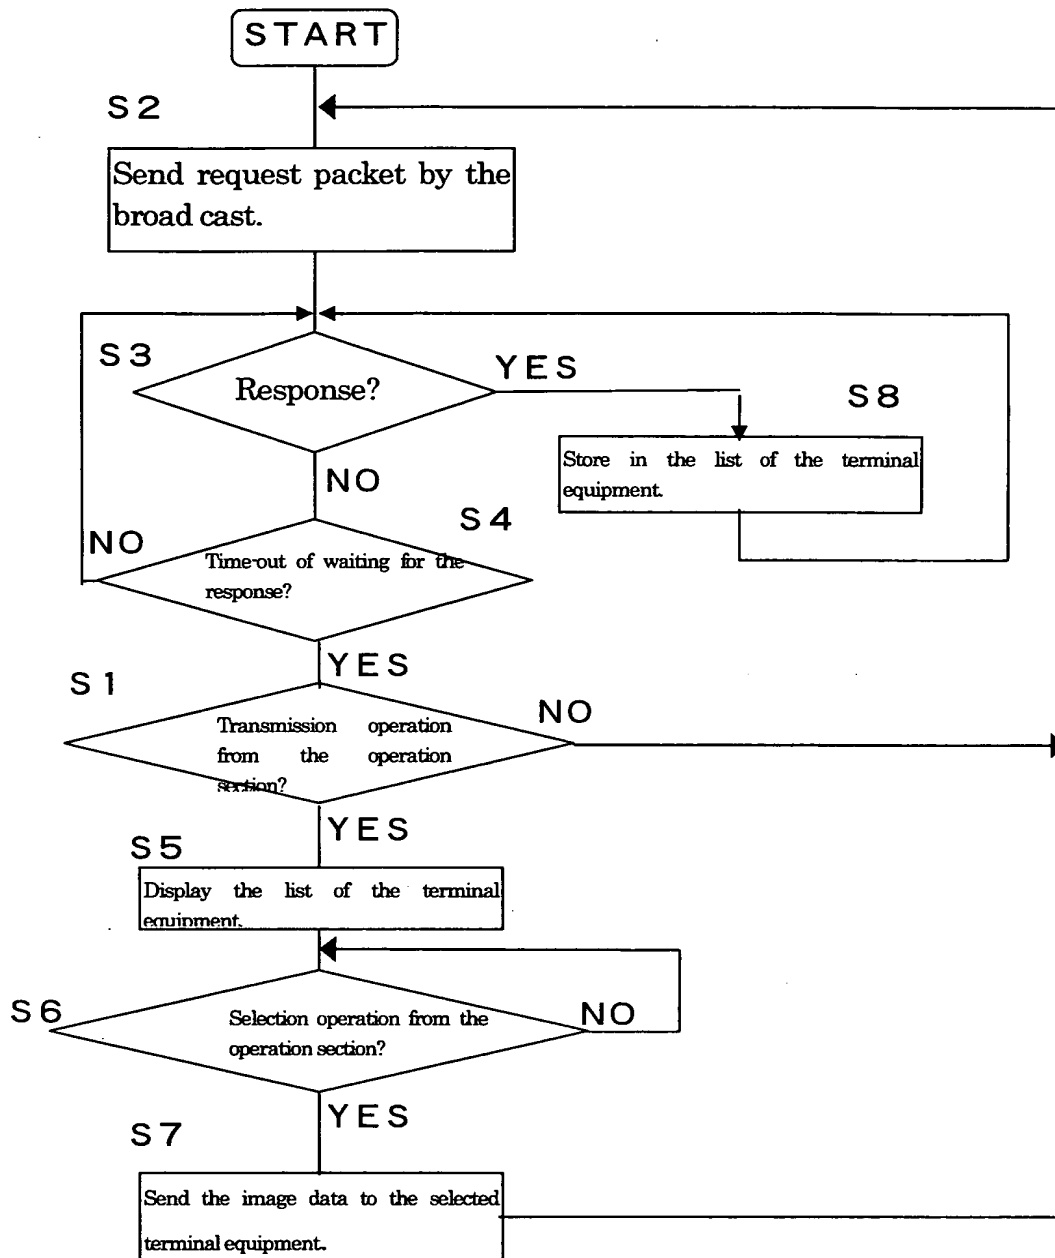 START
S2
Send request packet by the
broad cast.
S3
Response?
YES
S8
Store in the list of the terminal
equipment.
NO
S4
NO
Time-out of waiting for the
response?
YES
S1
NO
Transmission operation
from the operation
section?
YES
S5
Display the list of the terminal
equipment.
S6
Selection operation from the
operation section?
NO
YES
S7
Send the image data to the selected
terminal equipment.